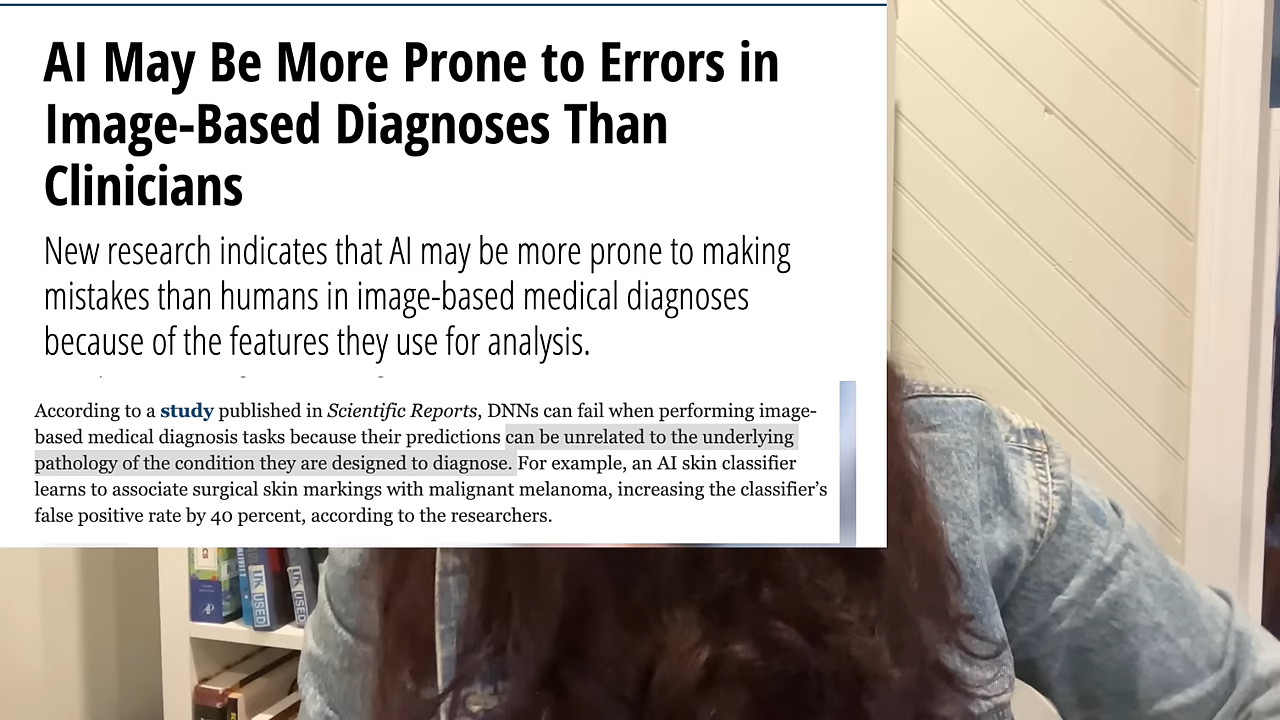 AI May Be More Prone to Errors in
Image-Based Diagnoses Than
Clinicians
New research indicates that AI may be more prone to making
mistakes than humans in image-based medical diagnoses
because of the features they use for analysis.
According to a study published in Scientific Reports, DNNs can fail when performing image-
based medical diagnosis tasks because their predictions can be unrelated to the underlying
pathology of the condition they are designed to diagnose. For example, an AI skin classifier
learns to associate surgical skin markings with malignant melanoma, increasing the classifier's
false positive rate by 40 percent, according to the researchers.
UK USED
UK USED